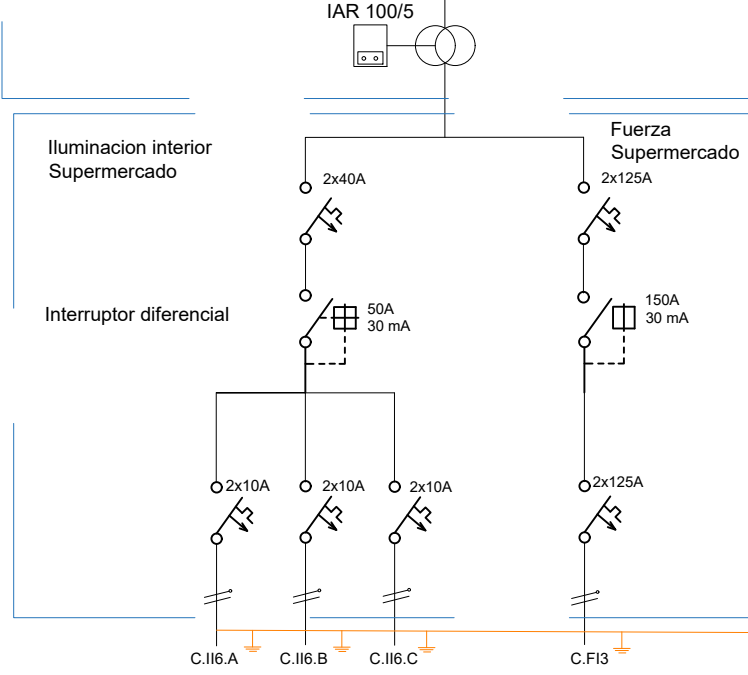 IAR 100/5
Iluminacion interior
Supermercado
Fuerza
Supermercado
2x40A
2x125A
Interruptor diferencial
50A
30 mA
150A
30 mA
2x10A
2x10A
2x10A
2x125A
C.II6.A
C.II6.B
C.II6.C
C.FI3